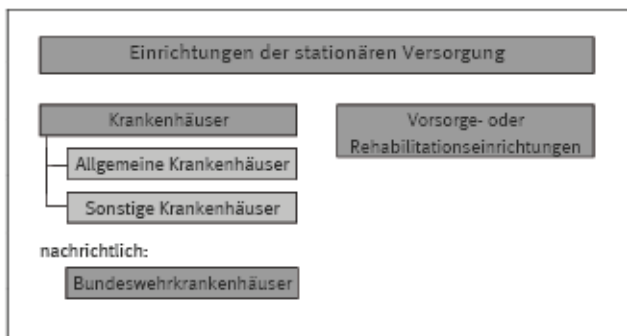 Einrichtungen der stationären Versorgung
Krankenhäuser
Allgemeine Krankenhäuser
Sonstige Krankenhäuser
nachrichtlich:
Bundeswehrkrankenhäuser
Vorsorge- oder
Rehabilitationseinrichtungen